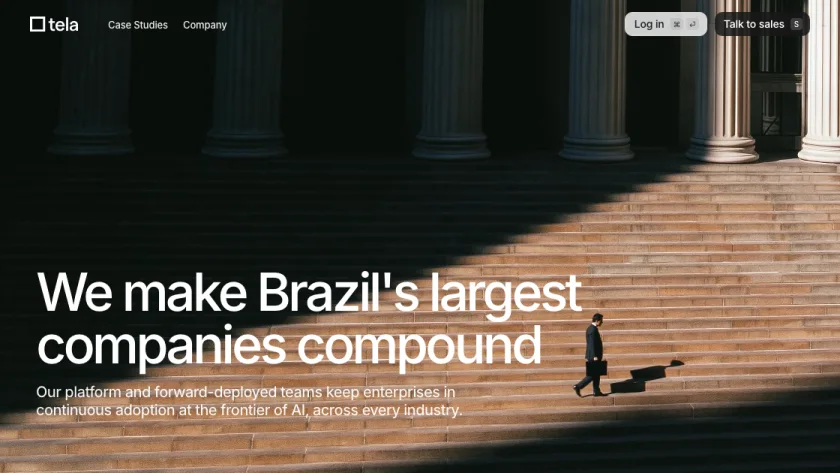 tela
Case Studies Company
Log in ⌘ ⏎
Talk to sales S
We make Brazil's largest
companies compound
Our platform and forward-deployed teams keep enterprises in
continuous adoption at the frontier of AI, across every industry.